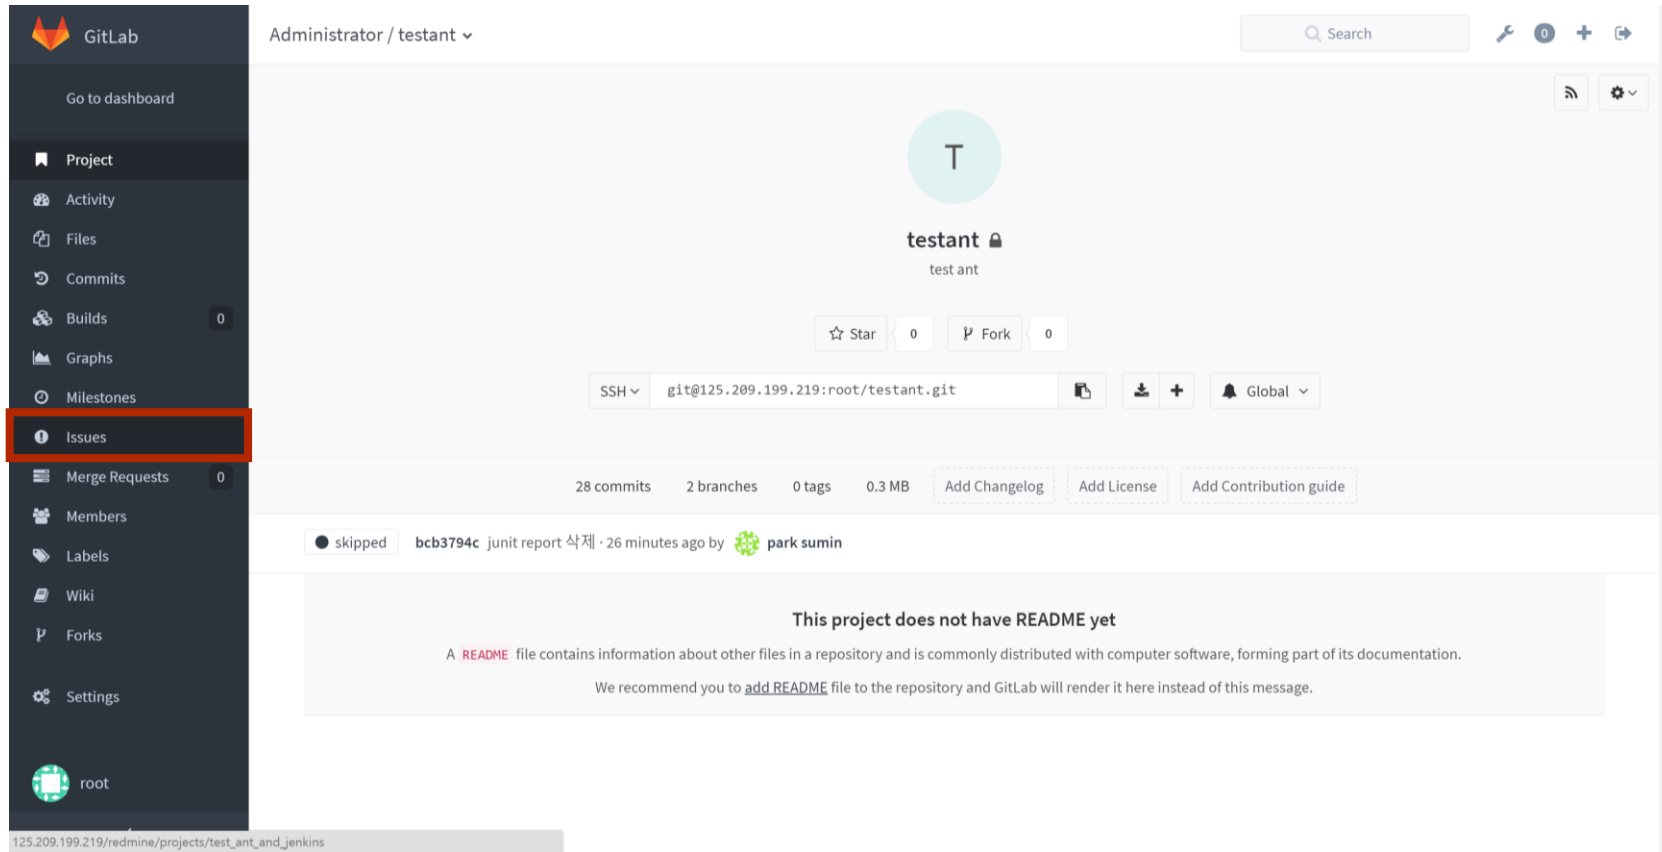 GitLab
Administrator / testant
Search
0
Go to dashboard
Project
Activity
Files
Commits
Builds 0
Graphs
Milestones
Issues
Merge Requests 0
Members
Labels
Wiki
Forks
Settings
root
125.209.199.219/redmine/projects/test_ant_and_jenkins
T
testant
test ant
Star 0 Fork 0
SSH git@125.209.199.219:root/testant.git Global
28 commits 2 branches 0 tags 0.3 MB Add Changelog Add License Add Contribution guide
skipped bcb3794c junit report 삭제 · 26 minutes ago by park sumin
This project does not have README yet
A README file contains information about other files in a repository and is commonly distributed with computer software, forming part of its documentation.
We recommend you to add README file to the repository and GitLab will render it here instead of this message.